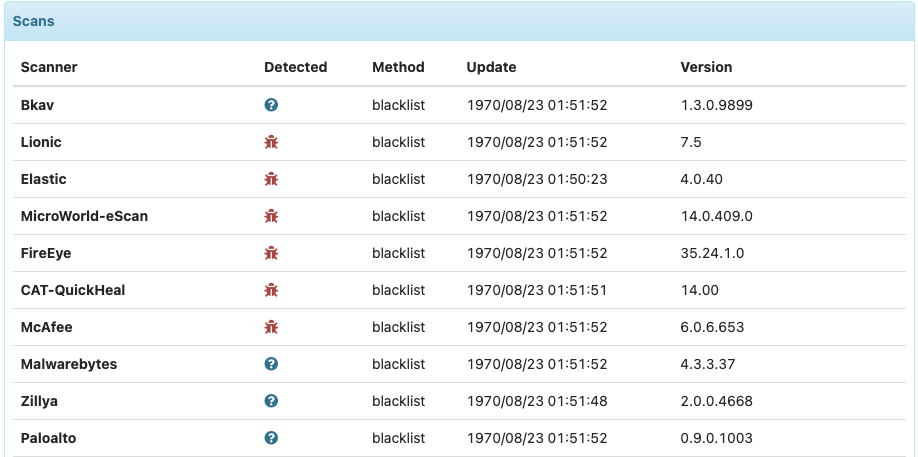 Scans
Scanner Detected Method Update Version
Bkav blacklist 1970/08/23 01:51:52 1.3.0.9899
Lionic blacklist 1970/08/23 01:51:52 7.5
Elastic blacklist 1970/08/23 01:50:23 4.0.40
MicroWorld-eScan blacklist 1970/08/23 01:51:52 14.0.409.0
FireEye blacklist 1970/08/23 01:51:52 35.24.1.0
CAT-QuickHeal blacklist 1970/08/23 01:51:51 14.00
McAfee blacklist 1970/08/23 01:51:52 6.0.6.653
Malwarebytes blacklist 1970/08/23 01:51:52 4.3.3.37
Zillya blacklist 1970/08/23 01:51:48 2.0.0.4668
Paloalto blacklist 1970/08/23 01:51:52 0.9.0.1003